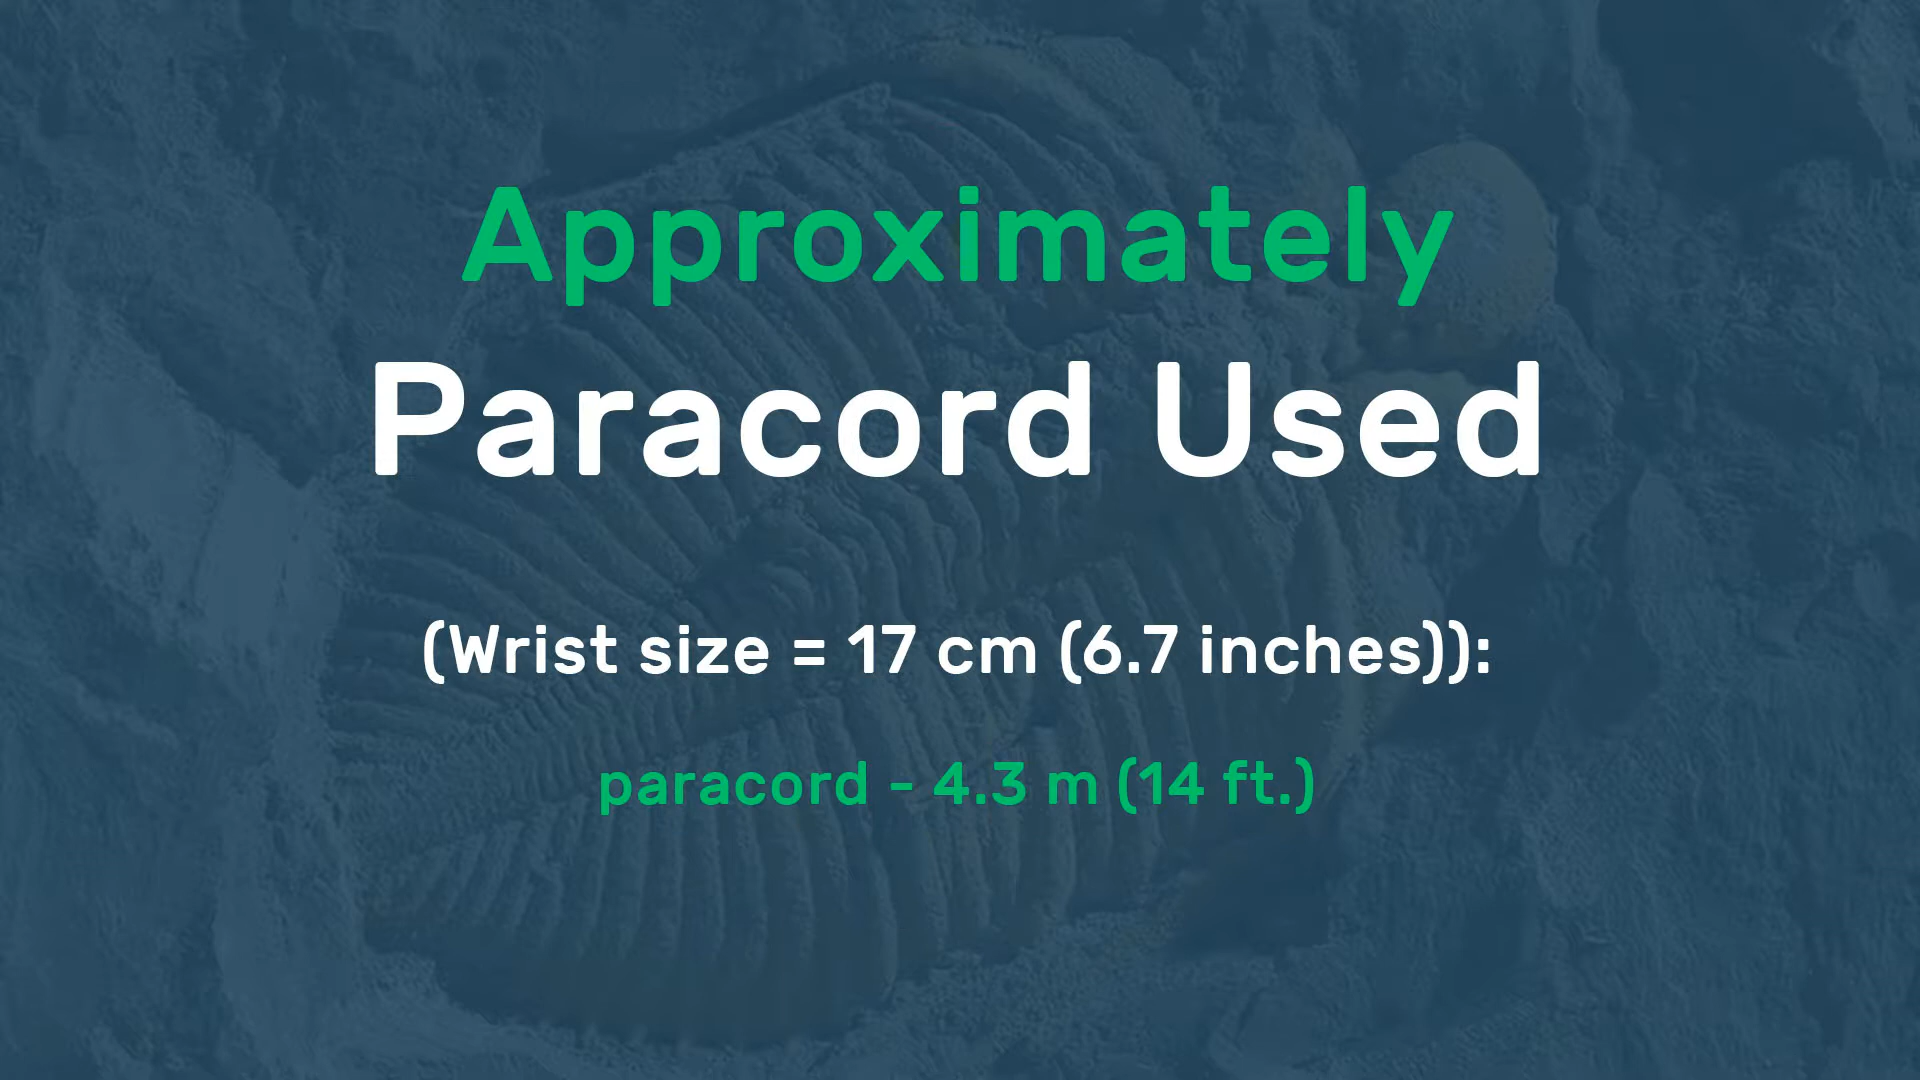 Approximately
Paracord Used
(Wrist size = 17 cm (6.7 inches)):
paracord - 4.3 m (14 ft.)